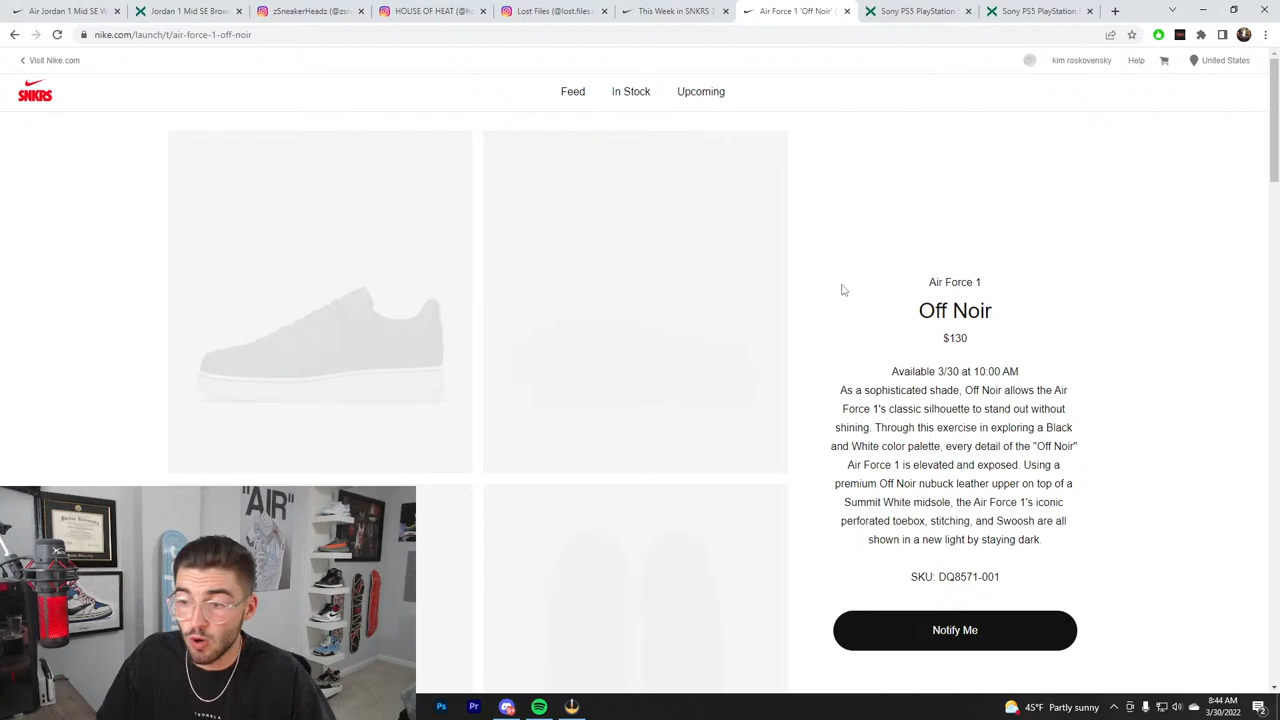 Air Jordan 1 Mid SE W
Jordan 1 Mid SE Brow
zSneakerHeadz (@zsn
HOUSE OF HEAT (@h
Lost Files (@lost.files.
This Week in SNKRS
Air Force 1 'Off Noir' (
Sony PS5 PlayStation
Sony PS5 PlayStation
nike.com/launch/t/air-force-1-off-noir
Visit Nike.com
kim roskovensky
Help
United States
SNKRS
Feed
In Stock
Upcoming
Air Force 1
Off Noir
$130
Available 3/30 at 10:00 AM
As a sophisticated shade, Off Noir allows the Air
Force 1's classic silhouette to stand out without
shining. Through this exercise in exploring a Black
and White color palette, every detail of the "Off Noir"
Air Force 1 is elevated and exposed. Using a
premium Off Noir nubuck leather upper on top of a
Summit White midsole, the Air Force 1's iconic
perforated toebox, stitching, and Swoosh are all
shown in a new light by staying dark.
SKU: DQ8571-001
Notify Me
"AIR"
Ps
Pr
45°F Partly sunny
8:44 AM
3/30/2022
2